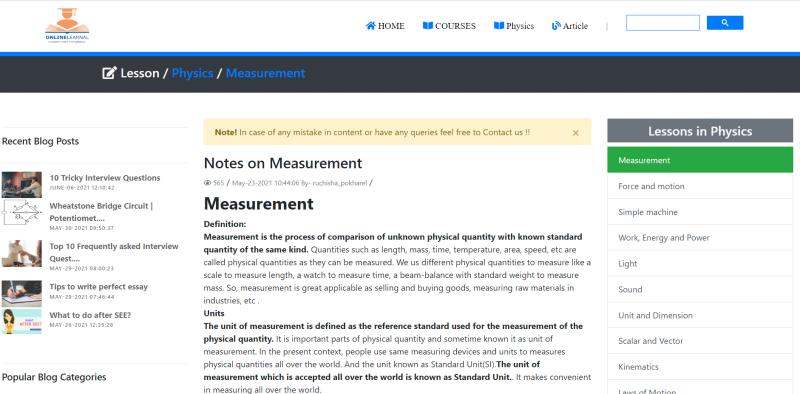 ONLINELEARNAL
HOME
COURSES
Physics
Article
|
Lesson / Physics / Measurement
Recent Blog Posts
10 Tricky Interview Questions
JUNE-06-2021 12:10:42
Wheatstone Bridge Circuit |
Potentiomet....
MAY-30-2021 09:50:37
Top 10 Frequently asked Interview
Quest....
MAY-29-2021 08:00:23
Tips to write perfect essay
MAY-29-2021 07:46:44
What to do after SEE?
MAY-26-2021 12:35:28
Popular Blog Categories
Note! In case of any mistake in content or have any queries feel free to Contact us !!
×
Notes on Measurement
565 / May-23-2021 10:44:06 By- ruchisha_pokharel /
Measurement
Definition:
Measurement is the process of comparison of unknown physical quantity with known standard
quantity of the same kind. Quantities such as length, mass, time, temperature, area, speed, etc are
called physical quantities as they can be measured. We us different physical quantities to measure like a
scale to measure length, a watch to measure time, a beam-balance with standard weight to measure
mass. So, measurement is great applicable as selling and buying goods, measuring raw materials in
industries, etc .
Units
The unit of measurement is defined as the reference standard used for the measurement of the
physical quantity. It is important parts of physical quantity and sometime known it as unit of
measurement. In the present context, people use same measuring devices and units to measures
physical quantities all over the world. And the unit known as Standard Unit(SI).The unit of
measurement which is accepted all over the world is known as Standard Unit.. It makes convenient
in measuring all over the world.
Lessons in Physics
Measurement
Force and motion
Simple machine
Work, Energy and Power
Light
Sound
Unit and Dimension
Scalar and Vector
Kinematics
Laws of Motion